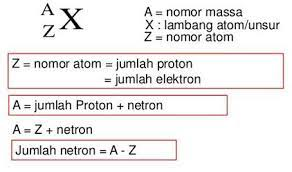 A
Z X
A = nomor massa
X : lambang atom/unsur
Z = nomor atom
Z = nomor atom = jumlah proton
= jumlah elektron
A = jumlah Proton + netron
A = Z + netron
Jumlah netron = A - Z